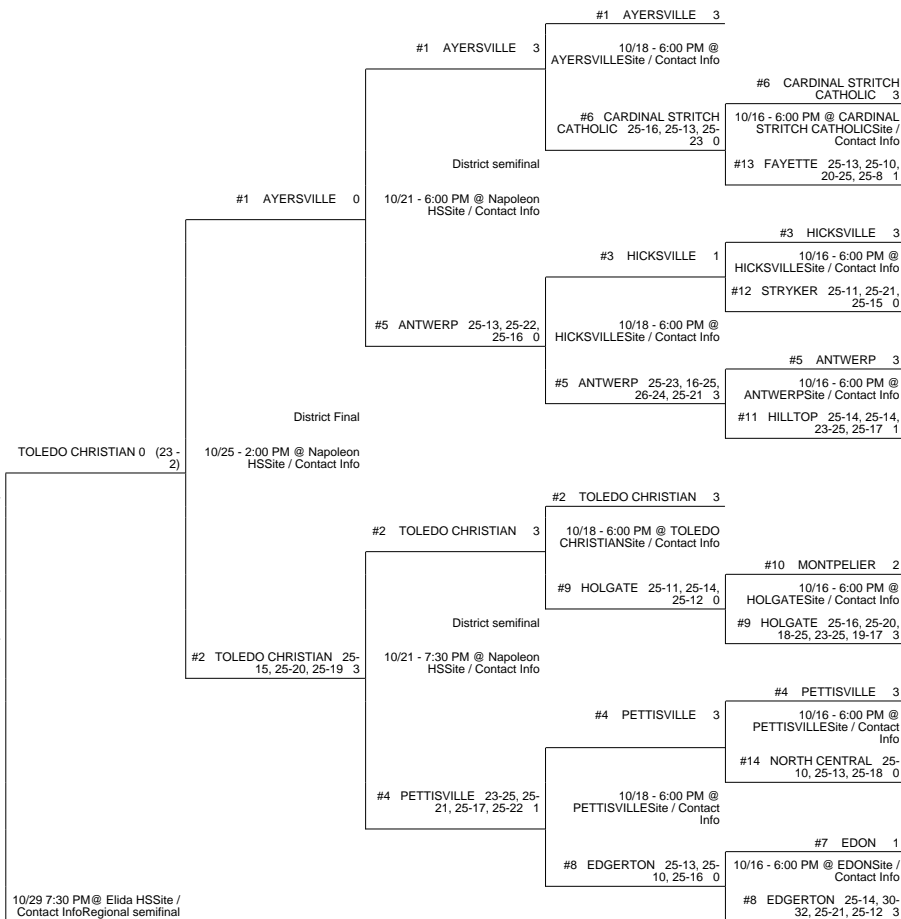 #1 AYERSVILLE 3
10/18 - 6:00 PM @
AYERSVILLESite / Contact Info
#1 AYERSVILLE 3
#6 CARDINAL STRITCH
CATHOLIC 3
10/16 - 6:00 PM @ CARDINAL
STRITCH CATHOLICSite /
Contact Info
#6 CARDINAL STRITCH
CATHOLIC 25-16, 25-13, 25-
23 0
#13 FAYETTE 25-13, 25-10,
20-25, 25-8 1
District semifinal
10/21 - 6:00 PM @ Napoleon
HSSite / Contact Info
#1 AYERSVILLE 0
#3 HICKSVILLE 3
10/16 - 6:00 PM @
HICKSVILLESite / Contact Info
#3 HICKSVILLE 1
#12 STRYKER 25-11, 25-21,
25-15 0
#5 ANTWERP 25-13, 25-22,
25-16 0
10/18 - 6:00 PM @
HICKSVILLESite / Contact Info
#5 ANTWERP 3
10/16 - 6:00 PM @
ANTWERPSite / Contact Info
#5 ANTWERP 25-23, 16-25,
26-24, 25-21 3
#11 HILLTOP 25-14, 25-14,
23-25, 25-17 1
District Final
10/25 - 2:00 PM @ Napoleon
HSSite / Contact Info
TOLEDO CHRISTIAN 0 (23 -
2)
#2 TOLEDO CHRISTIAN 3
10/18 - 6:00 PM @ TOLEDO
CHRISTIANSite / Contact Info
#2 TOLEDO CHRISTIAN 3
#10 MONTPELIER 2
10/16 - 6:00 PM @
HOLGATESite / Contact Info
#9 HOLGATE 25-11, 25-14,
25-12 0
#9 HOLGATE 25-16, 25-20,
18-25, 23-25, 19-17 3
District semifinal
10/21 - 7:30 PM @ Napoleon
HSSite / Contact Info
#2 TOLEDO CHRISTIAN 25-
15, 25-20, 25-19 3
#4 PETTISVILLE 3
10/16 - 6:00 PM @
PETTISVILLESite / Contact
Info
#4 PETTISVILLE 3
#14 NORTH CENTRAL 25-
10, 25-13, 25-18 0
#4 PETTISVILLE 23-25, 25-
21, 25-17, 25-22 1
10/18 - 6:00 PM @
PETTISVILLESite / Contact
Info
#7 EDON 1
10/16 - 6:00 PM @ EDONSite /
Contact Info
#8 EDGERTON 25-13, 25-
10, 25-16 0
#8 EDGERTON 25-14, 30-
32, 25-21, 25-12 3
10/29 7:30 PM@ Elida HSSite /
Contact InfoRegional semifinal